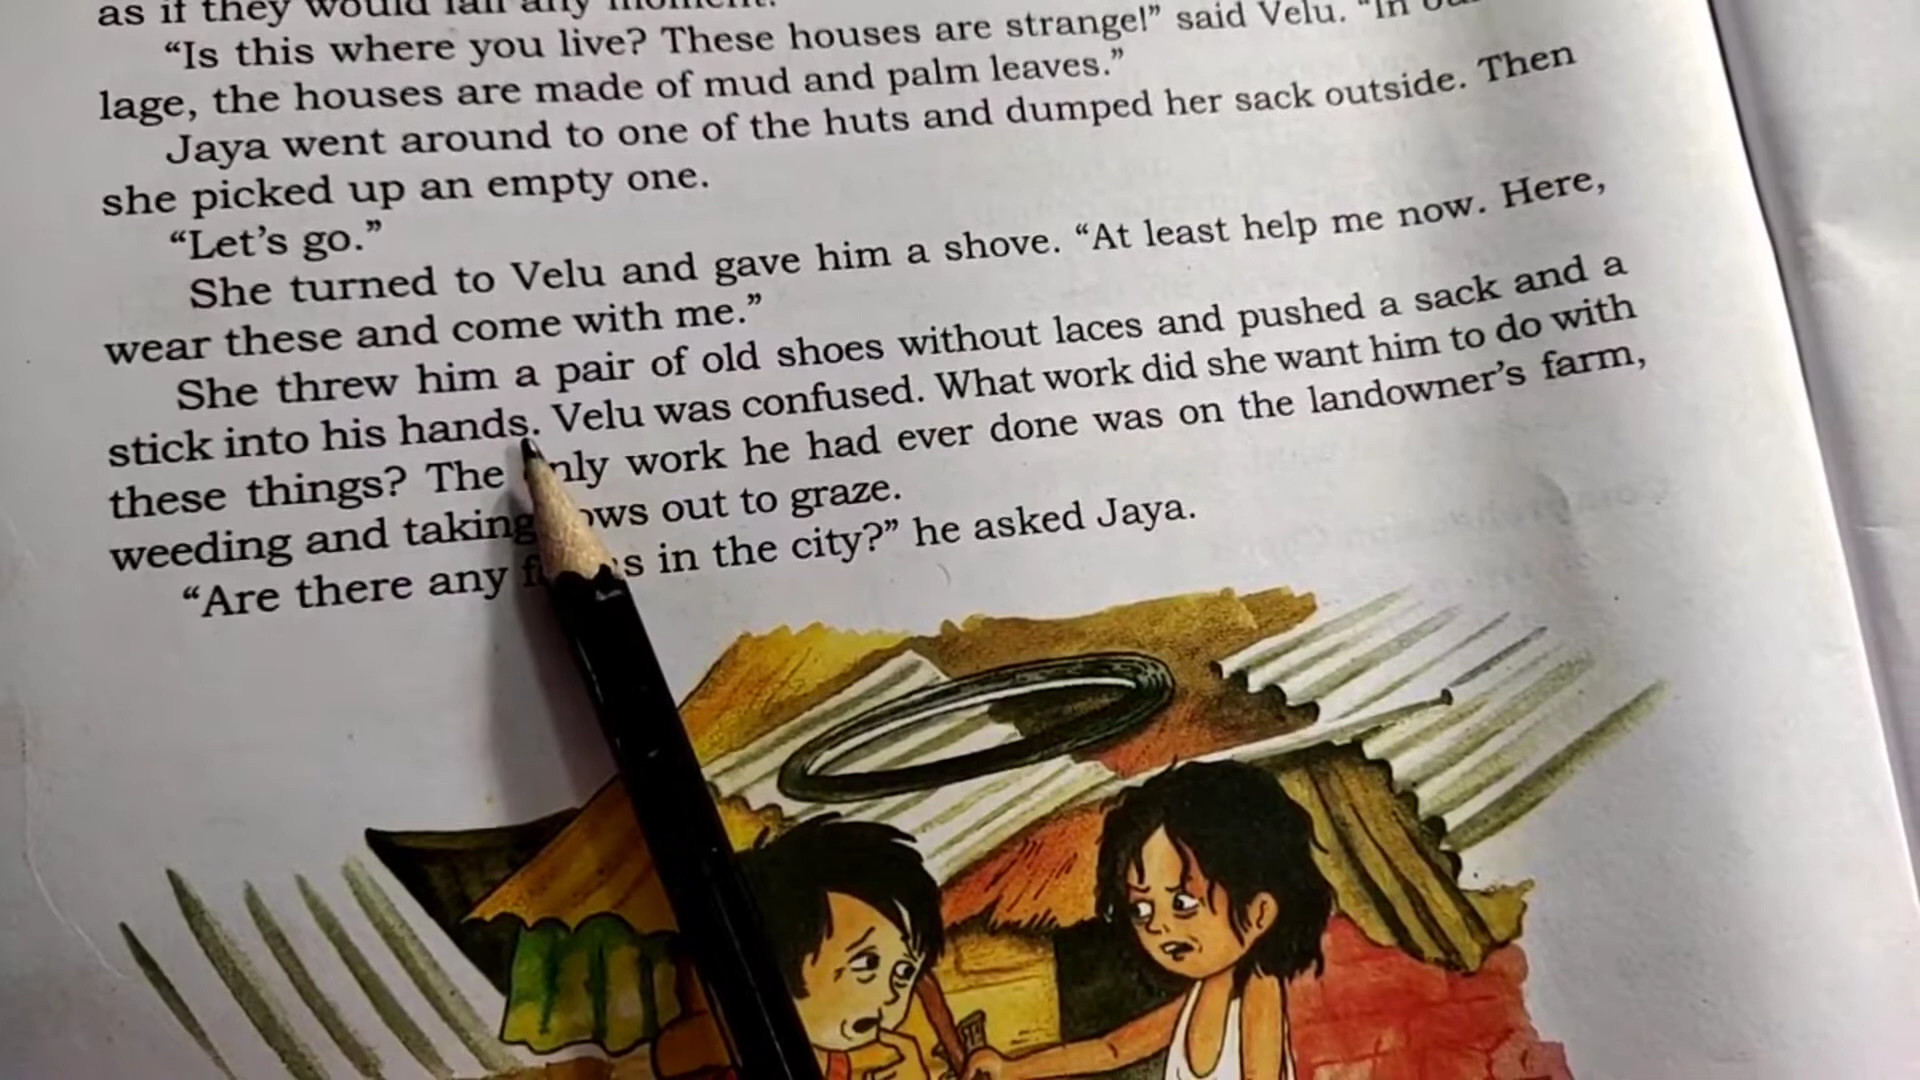 as if they would fall any moment.
“Is this where you live? These houses are strange!” said Velu. “In
lage, the houses are made of mud and palm leaves.”
Jaya went around to one of the huts and dumped her sack outside. Then
she picked up an empty one.
“Let’s go.”
She turned to Velu and gave him a shove. “At least help me now. Here,
wear these and come with me.”
She threw him a pair of old shoes without laces and pushed a sack and a
stick into his hands. Velu was confused. What work did she want him to do with
these things? The only work he had ever done was on the landowner’s farm,
weeding and taking cows out to graze.
“Are there any farms in the city?” he asked Jaya.